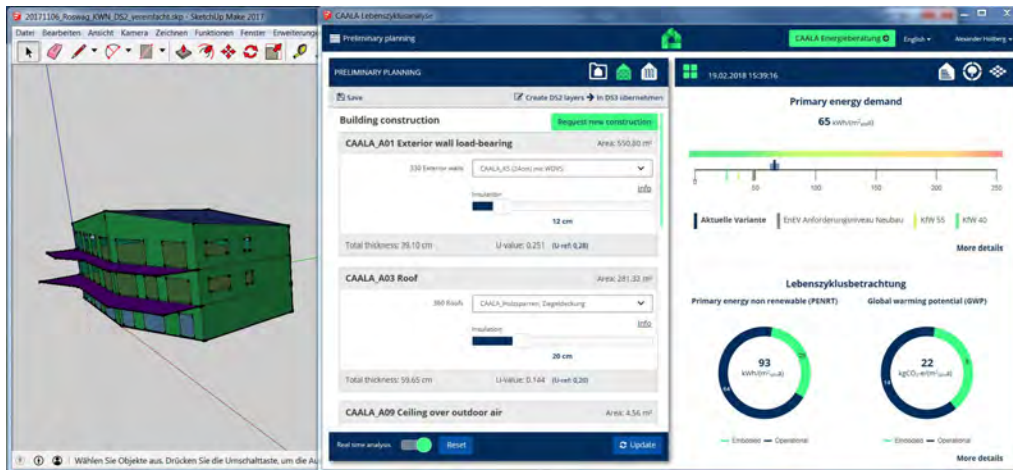 20171106_Roswag_KWN_DS2_vereinfacht.skp - SketchUp Make 2017
Datei Bearbeiten Ansicht Kamera Zeichnen Funktionen Fenster Erweiterung
Wählen Sie Objekte aus. Drücken Sie die Umschalttaste, um die Au
CAALA-Lebenszyklusanalyse
Preliminary planning
CAALA Energieberatung
English
Alexander Hollberg
PRELIMINARY PLANNING
Save
Create DS2 layers
in DS3 übernehmen
Building construction
Request new construction
CAALA_A01 Exterior wall load-bearing
Area: 550.80 m²
330 Exterior walls
CAALA_KS (24cm) mit WDVS
Info
Insulation
12 cm
Total thickness: 39.10 cm
U-value: 0.251 (U-ref: 0,28)
CAALA_A03 Roof
Area: 281.32 m²
360 Roofs
CAALA_Holzsparren; Ziegeldeckung
Info
Insulation
20 cm
Total thickness: 59.65 cm
U-value: 0.144 (U-ref: 0,20)
CAALA_A09 Ceiling over outdoor air
Area: 4.56 m²
Real time analysis
Reset
Update
19.02.2018 15:39:16
Primary energy demand
65
0 50 100 150 200 250
Aktuelle Variante
EnEV Anforderungsniveau Neubau
KfW 55
KfW 40
More details
Lebenszyklusbetrachtung
Primary energy non renewable (PENRT)
Global warming potential (GWP)
93
22
14
Embodied Operational
Embodied Operational
More details